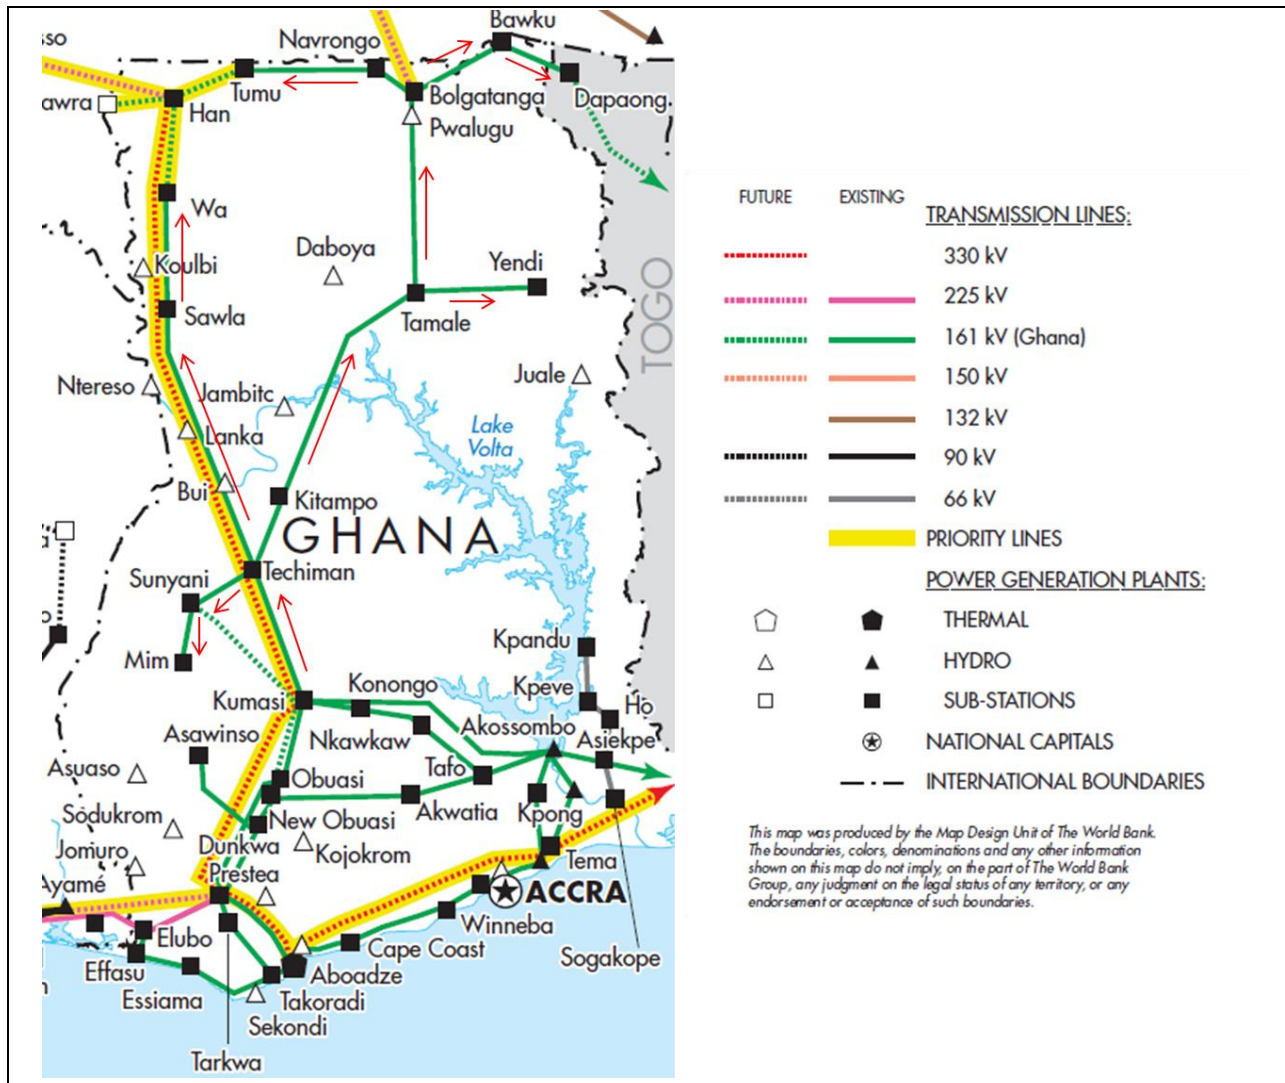 Bawku
sso
Navrongo
Tumu
Bolgatanga
Dapaong
awra
Han
Pwalugu
Wa
Daboya
Koulbi
Yendi
TOGO
Sawla
Tamale
Ntereso
Jambitc
Juale
Lanka
Lake
Volta
Bui
Kitampo
GHANA
Techiman
Sunyani
Mim
Kpandu
Kumasi
Konongo
Kpeve
Ho
Asawinso
Nkawkaw
Akossombo
Asiekpe
Asuaso
Obuasi
Tafo
Akwatia
Kpong
Sodukrom
New Obuasi
Dunkwa
Kojokrom
Jomuro
Prestea
Tema
Ayamé
ACCRA
Winneba
Elubo
Cape Coast
Sogakope
Effasu
Aboadze
Essiama
Takoradi
Sekondi
Tarkwa
FUTURE EXISTING
TRANSMISSION LINES:
330 kV
225 kV
161 kV (Ghana)
150 kV
132 kV
90 kV
66 kV
PRIORITY LINES
POWER GENERATION PLANTS:
THERMAL
HYDRO
SUB-STATIONS
NATIONAL CAPITALS
INTERNATIONAL BOUNDARIES
This map was produced by the Map Design Unit of The World Bank.
The boundaries, colors, denominations and any other information
shown on this map do not imply, on the part of The World Bank
Group, any judgment on the legal status of any territory, or any
endorsement or acceptance of such boundaries.